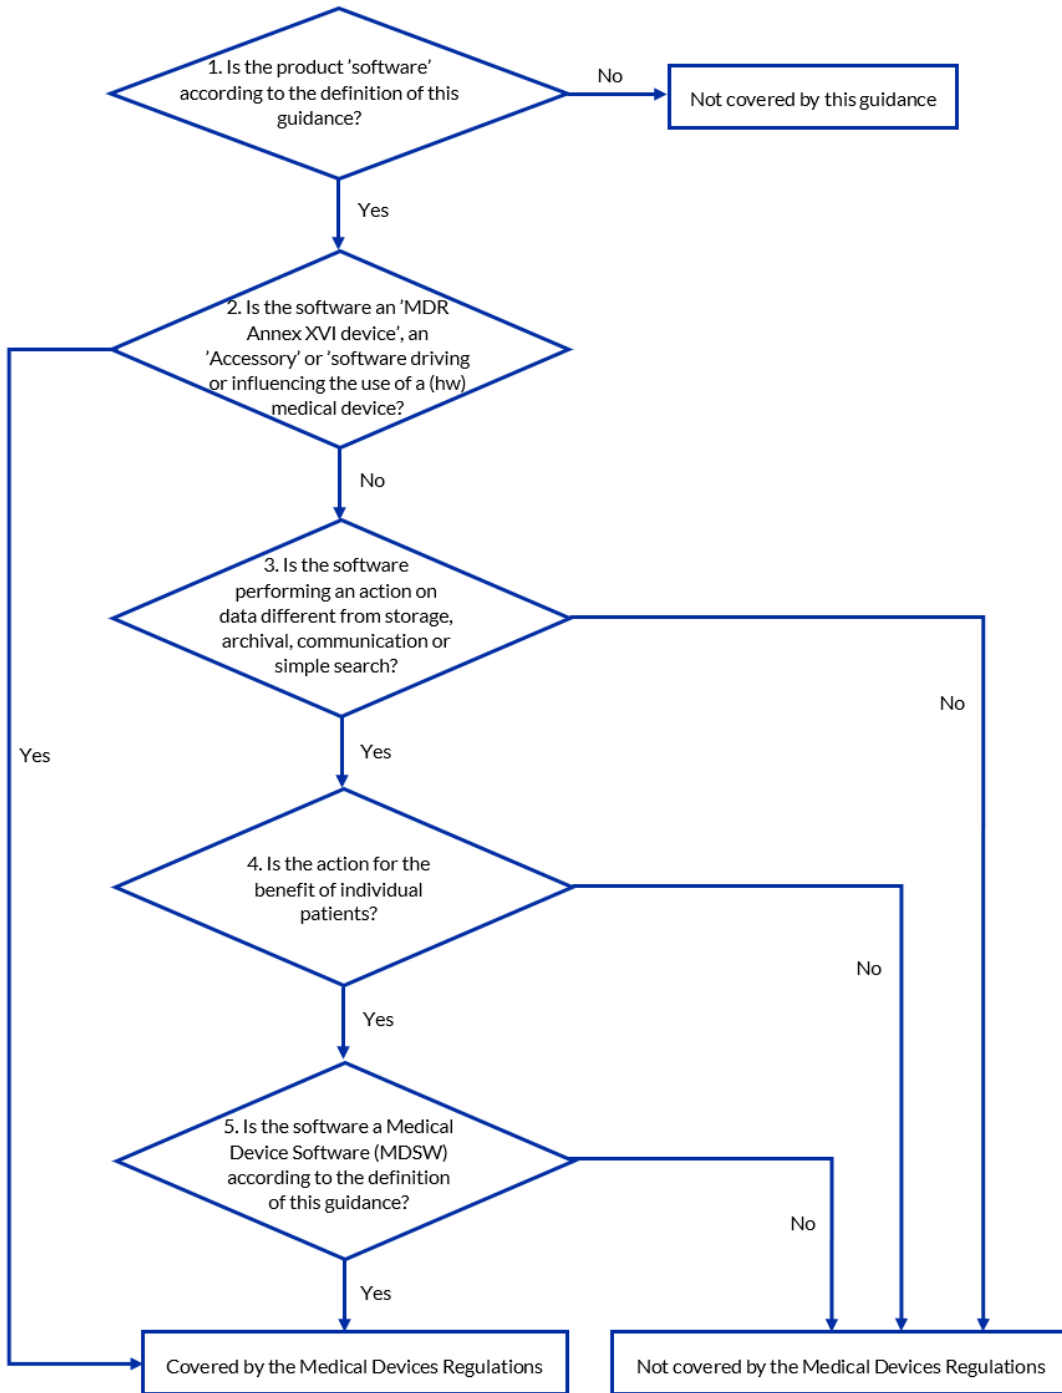 1. Is the product 'software'
according to the definition of this
guidance?
No
Not covered by this guidance
Yes
2. Is the software an 'MDR
Annex XVI device', an
'Accessory' or 'software driving
or influencing the use of a (hw)
medical device?
No
3. Is the software
performing an action on
data different from storage,
archival, communication or
simple search?
No
Yes
Yes
4. Is the action for the
benefit of individual
patients?
No
Yes
5. Is the software a Medical
Device Software (MDSW)
according to the definition
of this guidance?
No
Yes
Covered by the Medical Devices Regulations
Not covered by the Medical Devices Regulations